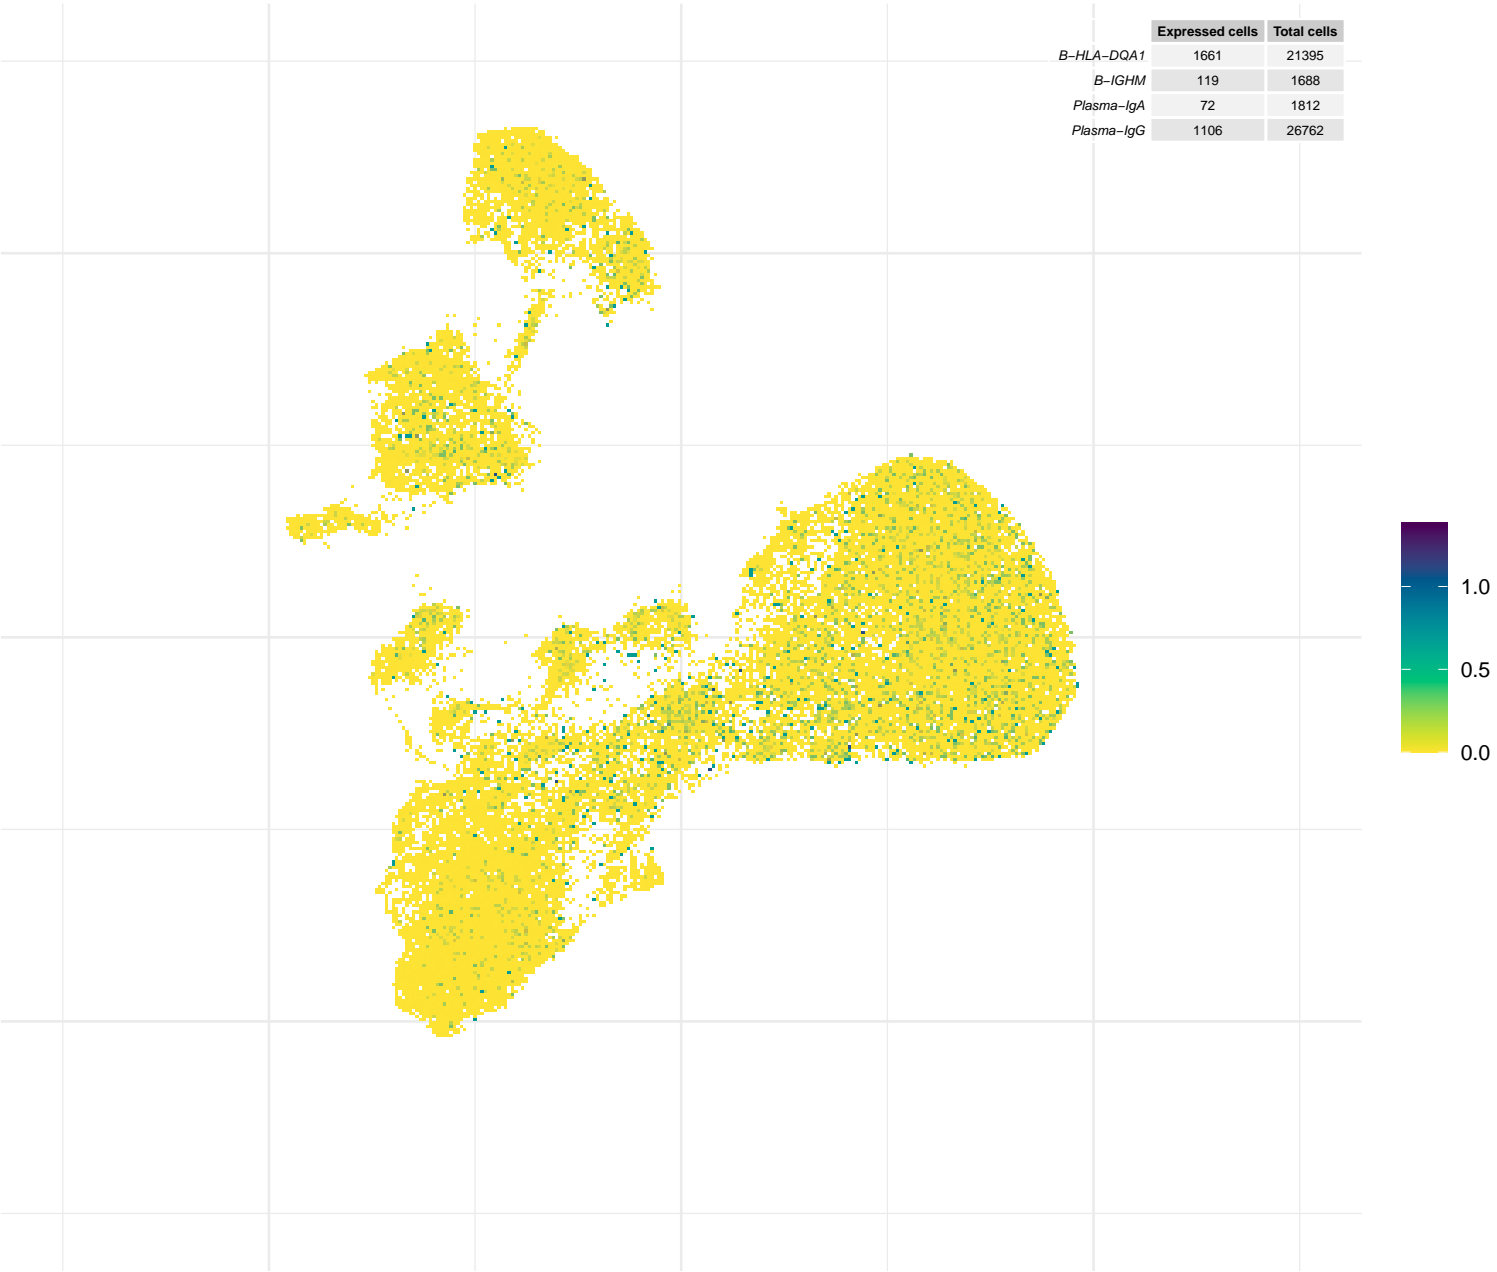 Expressed cells Total cells
B−HLA−DQA1 1661 21395
B−IGHM 119 1688
Plasma−IgA 72 1812
Plasma−IgG 1106 26762
1.0
0.5
0.0